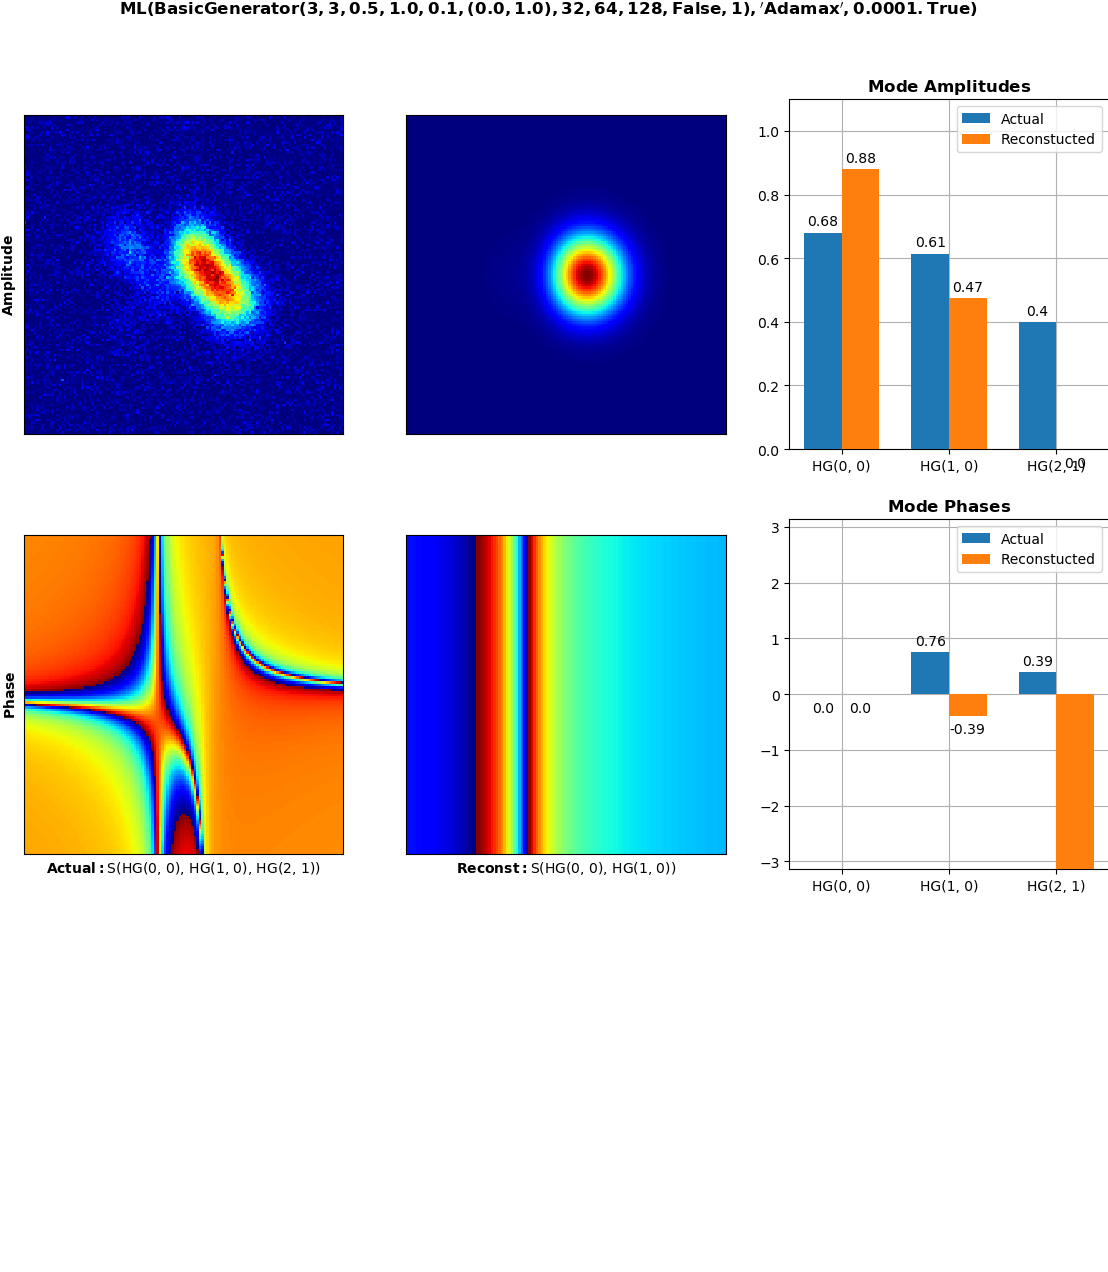 ML(BasicGenerator(3, 3, 0.5, 1.0, 0.1, (0.0, 1.0), 32, 64, 128, False, 1), 'Adamax', 0.0001. True)
Amplitude
Mode Amplitudes
Actual
Reconstucted
1.0
0.8
0.6
0.4
0.2
0.0
0.68
0.88
0.61
0.47
0.4
0.0
HG(0, 0)
HG(1, 0)
HG(2, 1)
Phase
Actual: S(HG(0, 0), HG(1, 0), HG(2, 1))
Reconst: S(HG(0, 0), HG(1, 0))
Mode Phases
Actual
Reconstucted
3
2
1
0
−1
−2
−3
0.0
0.0
0.76
-0.39
0.39
HG(0, 0)
HG(1, 0)
HG(2, 1)